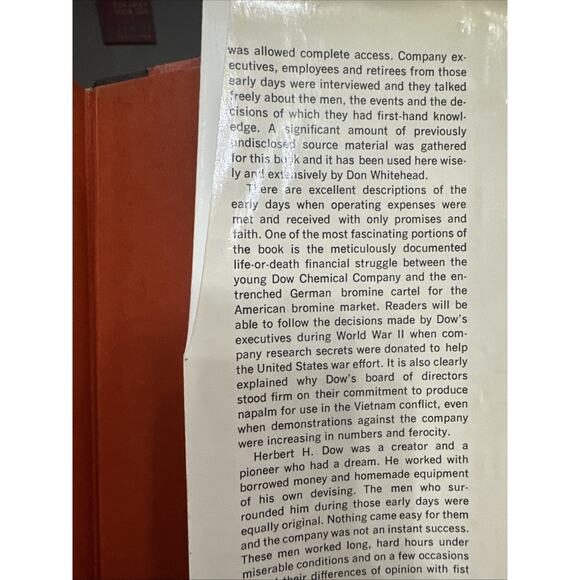 was allowed complete access. Company ex-
ecutives, employees and retirees from those
early days were interviewed and they talked
freely about the men, the events and the de-
cisions of which they had first-hand knowl-
edge. A significant amount of previously
undisclosed source material was gathered
for this book and it has been used here wise-
ly and extensively by Don Whitehead.
There are excellent descriptions of the
early days when operating expenses were
met and received with only promises and
faith. One of the most fascinating portions of
the book is the meticulously documented
life-or-death financial struggle between the
young Dow Chemical Company and the en-
trenched German bromine cartel for the
American bromine market. Readers will be
able to follow the decisions made by Dow's
executives during World War II when com-
pany research secrets were donated to help
the United States war effort. It is also clearly
explained why Dow's board of directors
stood firm on their commitment to produce
napalm for use in the Vietnam conflict, even
when demonstrations against the company
were increasing in numbers and ferocity.
Herbert H. Dow was a creator and a
pioneer who had a dream. He worked with
borrowed money and homemade equipment
of his own devising. The men who sur-
rounded him during those early days were
equally original. Nothing came easy for them
and the company was not an instant success.
These men worked long, hard hours under
miserable conditions and on a few occasions
their differences of opinion with fist